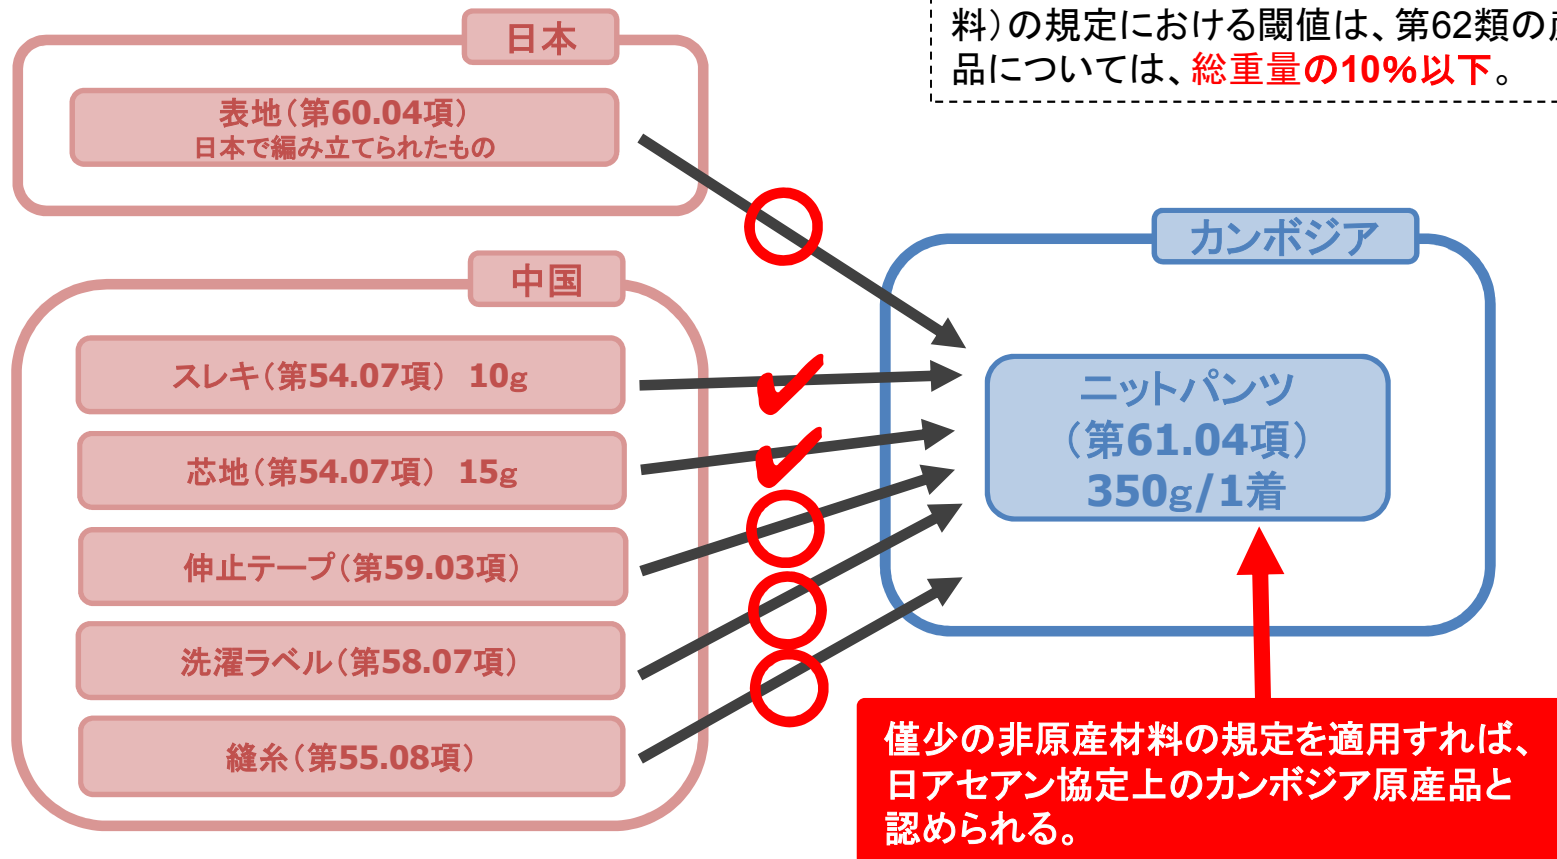 料）の規定における閾値は、第62類の産
品については、総重量の10％以下。
日本
表地（第60.04項）
日本で編み立てられたもの
中国
スレキ（第54.07項） 10g
芯地（第54.07項） 15g
伸止テープ（第59.03項）
洗濯ラベル（第58.07項）
縫糸（第55.08項）
カンボジア
ニットパンツ
（第61.04項）
350g/1着
僅少の非原産材料の規定を適用すれば、
日アセアン協定上のカンボジア原産品と
認められる。